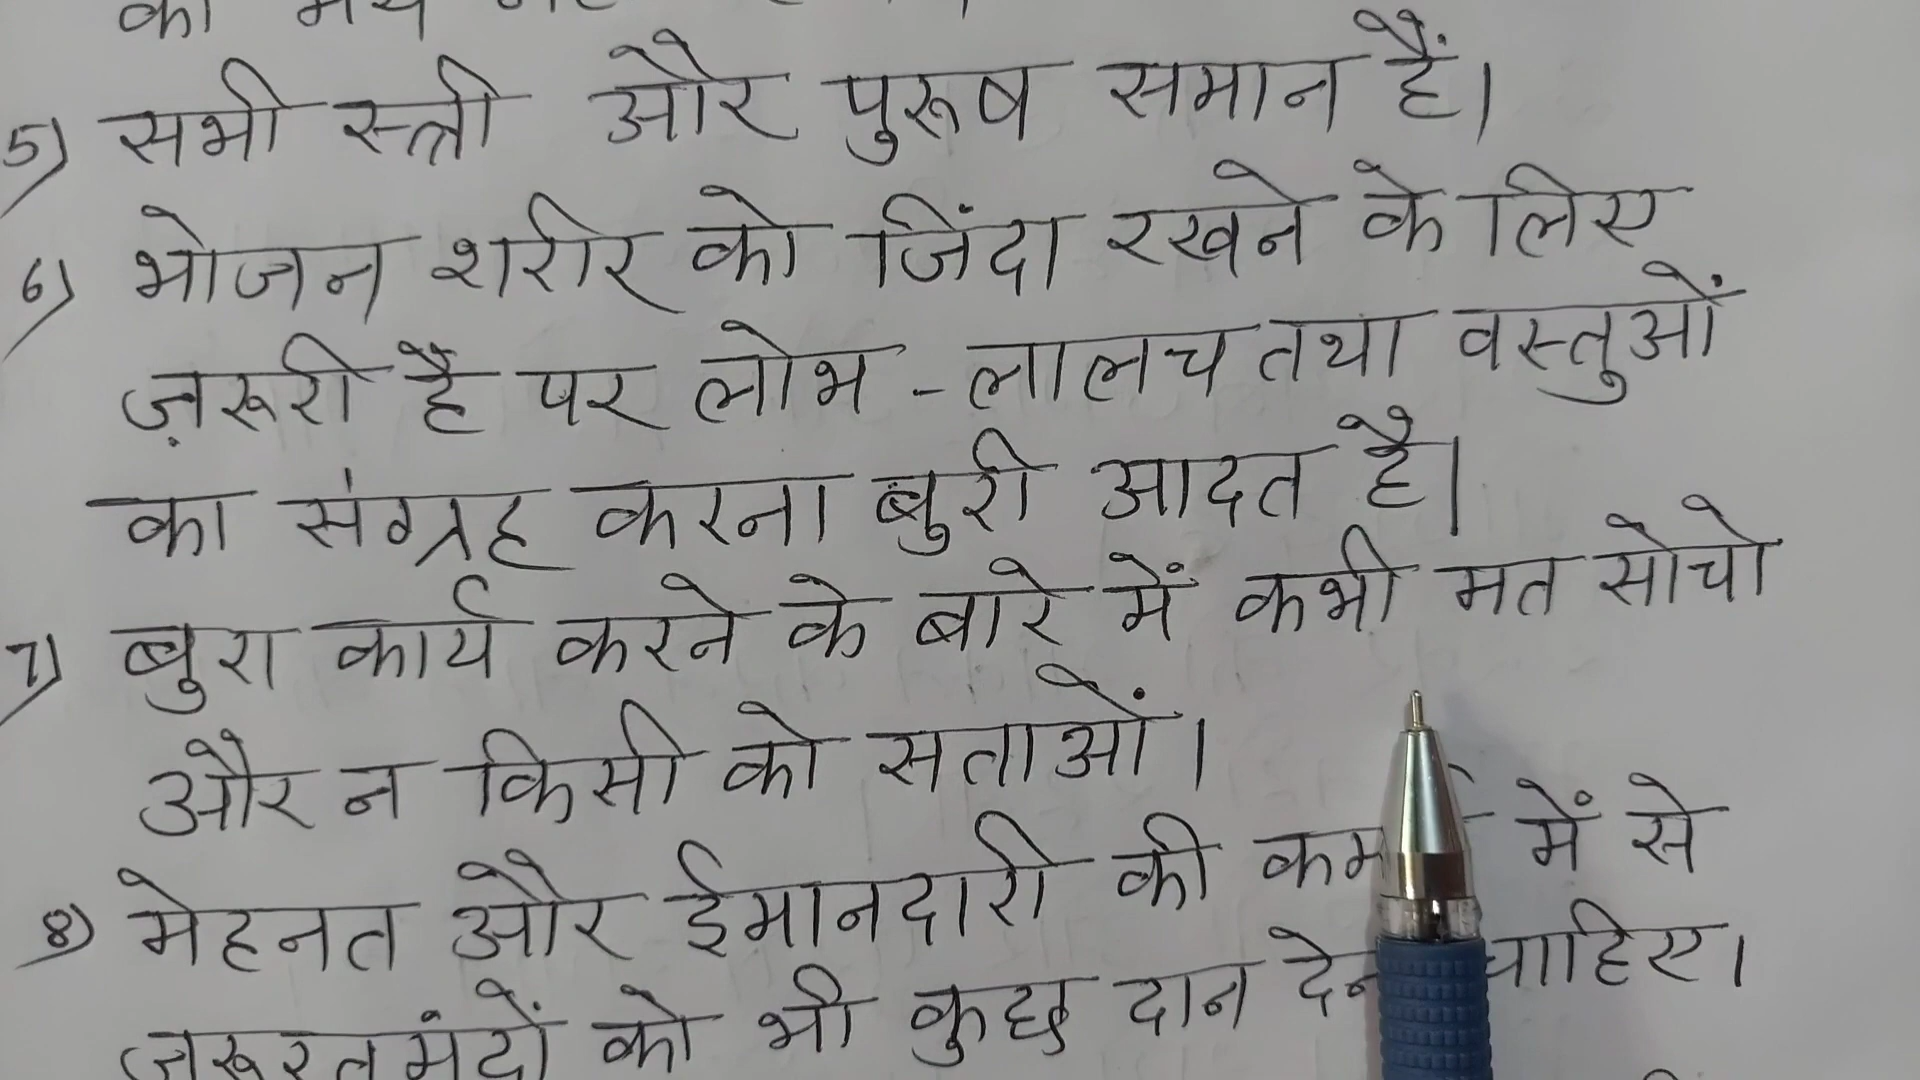 5) सभी स्त्री और पुरूष समान हैं।
6) भोजन शरीर को जिंदा रखने के लिए
ज़रूरी है पर लोभ - लालच तथा वस्तुओं
का संग्रह करना बुरी आदत है।
7) बुरा कार्य करने के बारे में कभी मत सोचो
और न किसी को सताओं।
8) मेहनत और ईमानदारी की में से
ज़रूरतमंदों को भी कुछ दान